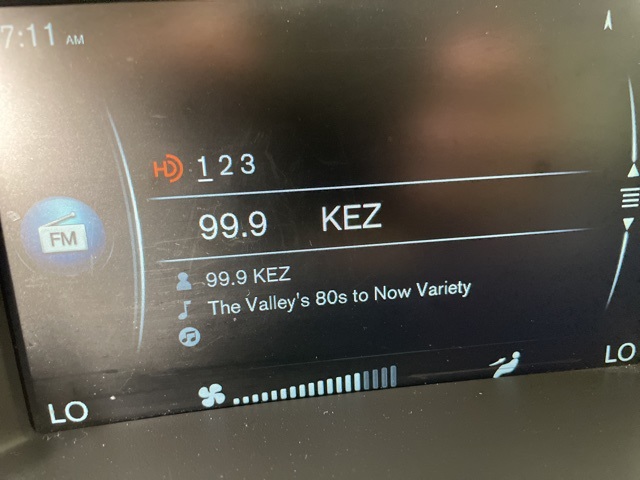 7:11 AM
HD 1 2 3
99.9 KEZ
FM
99.9 KEZ
The Valley's 80s to Now Variety
LO
LO